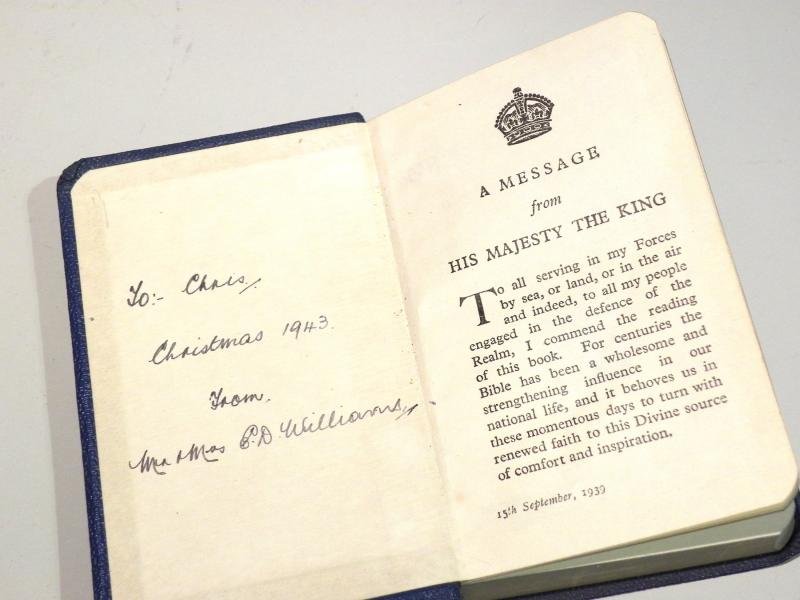 To:- Chris.
Christmas 1943.
From.
Mr & Mrs E.D. Williams
A MESSAGE
from
HIS MAJESTY THE KING
To all serving in my Forces
by sea, or land, or in the air
and indeed, to all my people
engaged in the defence of the
Realm, I commend the reading
of this book. For centuries the
Bible has been a wholesome and
strengthening influence in our
national life, and it behoves us in
these momentous days to turn with
renewed faith to this Divine source
of comfort and inspiration.
15th September, 1939